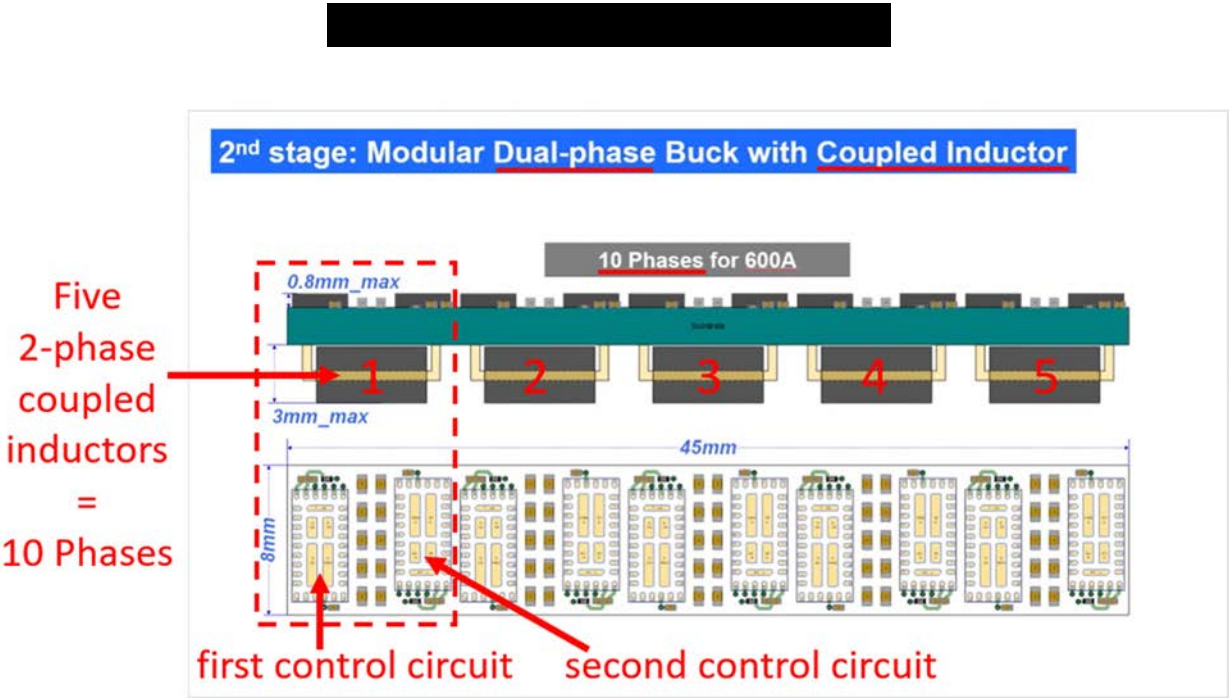 2nd stage: Modular Dual-phase Buck with Coupled Inductor
10 Phases for 600A
0.8mm_max
Five
2-phase
coupled
inductors
=
10 Phases
1 2 3 4 5
3mm_max
45mm
8mm
first control circuit
second control circuit